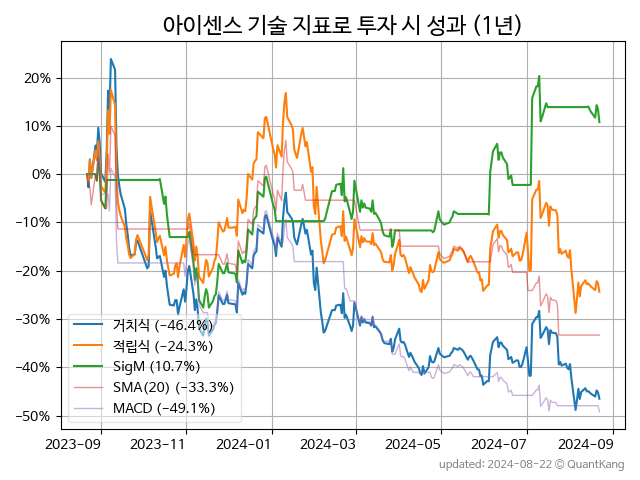 아이센스 기술 지표로 투자 시 성과 (1년)
20%
10%
0%
−10%
−20%
−30%
−40%
−50%
거치식 (−46.4%)
적립식 (−24.3%)
SigM (10.7%)
SMA(20) (−33.3%)
MACD (−49.1%)
2023-09 2023-11 2024-01 2024-03 2024-05 2024-07 2024-09
updated: 2024-08-22 @ QuantKang